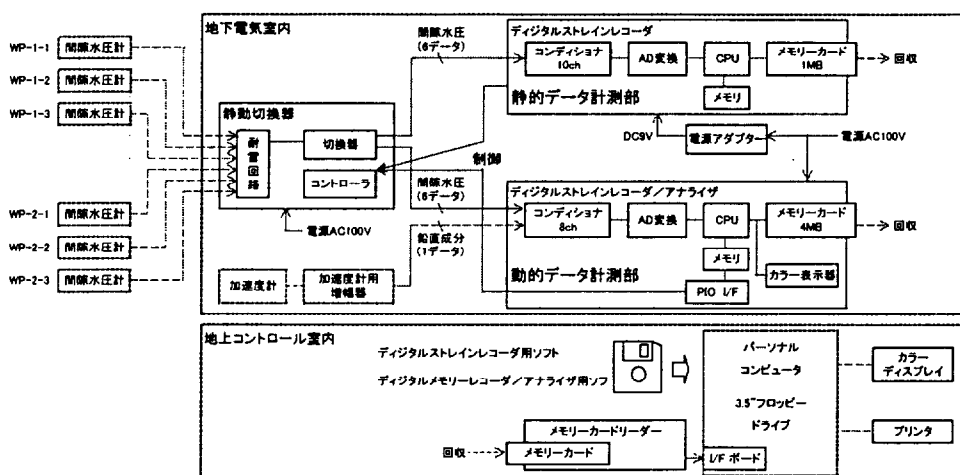 地下電気室内
WP-1-1
間隙水圧計
WP-1-2
間隙水圧計
WP-1-3
間隙水圧計
WP-2-1
間隙水圧計
WP-2-2
間隙水圧計
WP-2-3
間隙水圧計
静動切換器
耐雷回路
切換器
コントローラ
電源AC100V
加速度計
加速度計用
増幅器
間隙水圧
(6データ)
制御
間隙水圧
(6データ)
鉛直成分
(1データ)
ディジタルストレインレコーダ
コンディショナ
10ch
AD変換
CPU
メモリーカード
1MB
回収
メモリ
静的データ計測部
DC9V
電源アダプター
電源AC100V
ディジタルストレインレコーダ/アナライザ
コンディショナ
8ch
AD変換
CPU
メモリーカード
4MB
回収
メモリ
カラー表示器
動的データ計測部
PIO I/F
地上コントロール室内
ディジタルストレインレコーダ用ソフト
ディジタルメモリーレコーダ/アナライザ用ソフ
パーソナル
コンピュータ
3.5"フロッピー
ドライブ
I/F ボード
カラー
ディスプレイ
プリンタ
メモリーカードリーダー
回収
メモリーカード